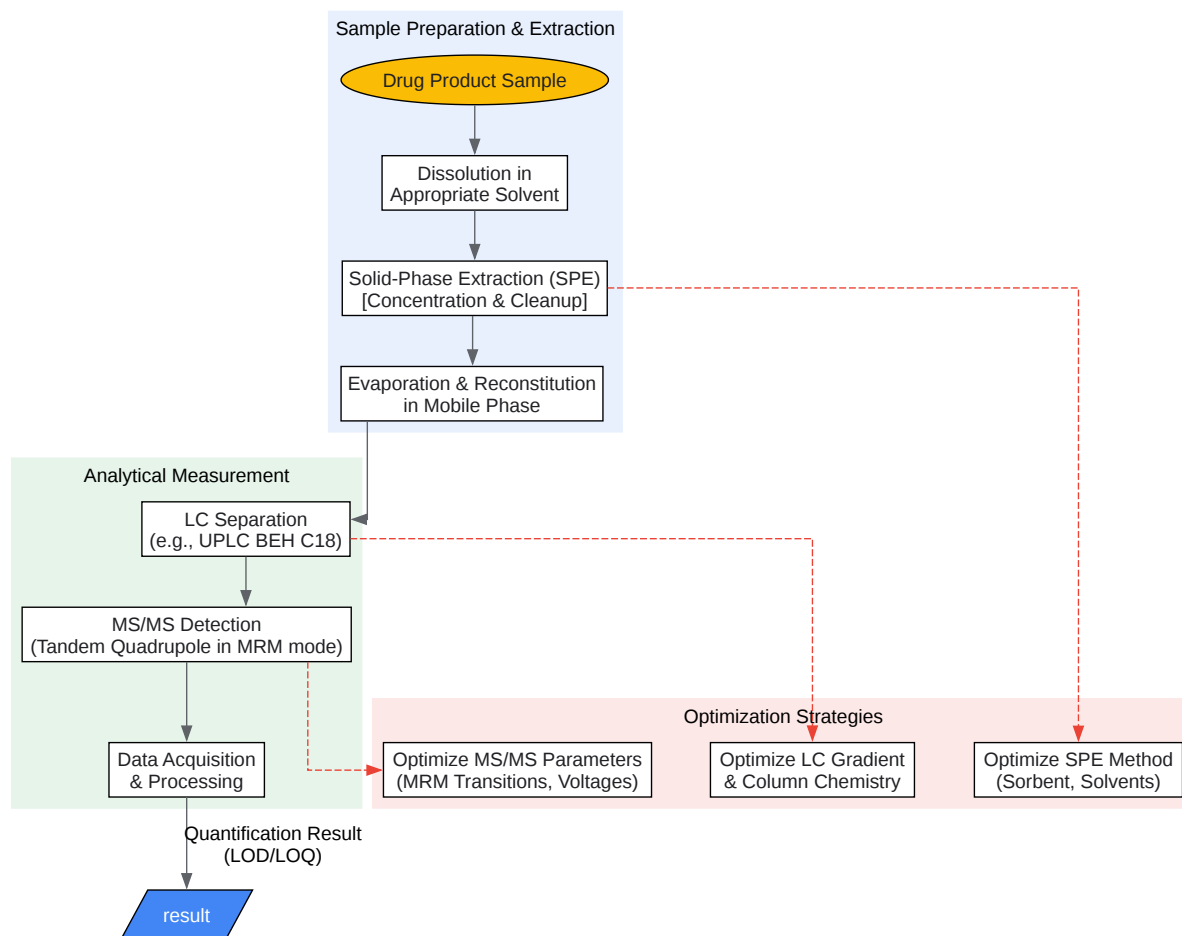 Sample Preparation & Extraction
Drug Product Sample
Dissolution in
Appropriate Solvent
Solid-Phase Extraction (SPE)
[Concentration & Cleanup]
Evaporation & Reconstitution
in Mobile Phase
Analytical Measurement
LC Separation
(e.g., UPLC BEH C18)
MS/MS Detection
(Tandem Quadrupole in MRM mode)
Data Acquisition
& Processing
Optimization Strategies
Optimize MS/MS Parameters
(MRM Transitions, Voltages)
Optimize LC Gradient
& Column Chemistry
Optimize SPE Method
(Sorbent, Solvents)
Quantification Result
(LOD/LOQ)
result